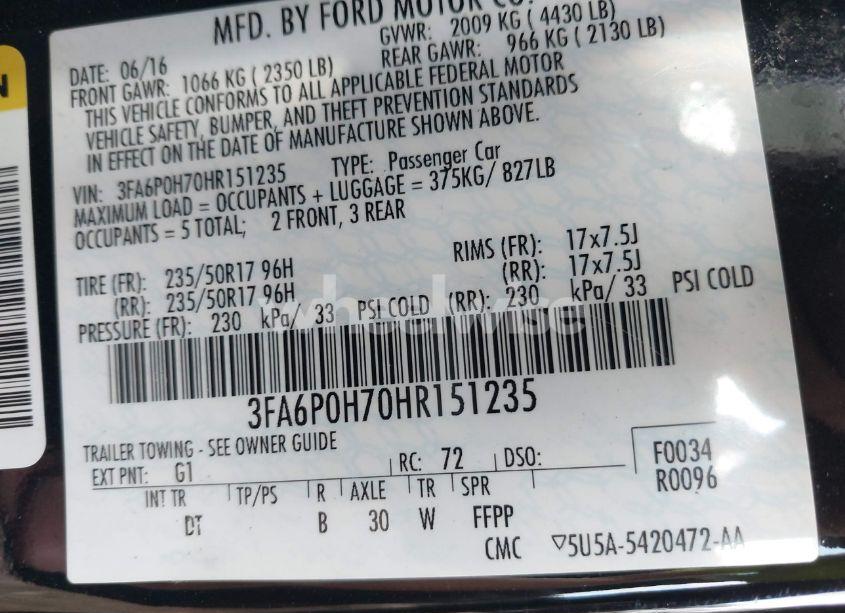 MFD. BY FORD MOTOR CO.
DATE: 06/16 GVWR: 2009 KG ( 4430 LB)
FRONT GAWR: 1066 KG ( 2350 LB) REAR GAWR: 966 KG ( 2130 LB)
THIS VEHICLE CONFORMS TO ALL APPLICABLE FEDERAL MOTOR
VEHICLE SAFETY, BUMPER, AND THEFT PREVENTION STANDARDS
IN EFFECT ON THE DATE OF MANUFACTURE SHOWN ABOVE.
VIN: 3FA6P0H70HR151235 TYPE: Passenger Car
MAXIMUM LOAD = OCCUPANTS + LUGGAGE = 375KG/ 827LB
OCCUPANTS = 5 TOTAL; 2 FRONT, 3 REAR
TIRE (FR): 235/50R17 96H RIMS (FR): 17x7.5J
(RR): 235/50R17 96H (RR): 17x7.5J
PRESSURE (FR): 230 kPa/ 33 PSI COLD (RR): 230 kPa/ 33 PSI COLD
wheelwise
3FA6P0H70HR151235
TRAILER TOWING - SEE OWNER GUIDE
EXT PNT: G1 RC: 72 DSO: F0034
R0096
INT TR TP/PS R AXLE TR SPR
DT B 30 W FFPP
CMC ▽5U5A-5420472-AA
N